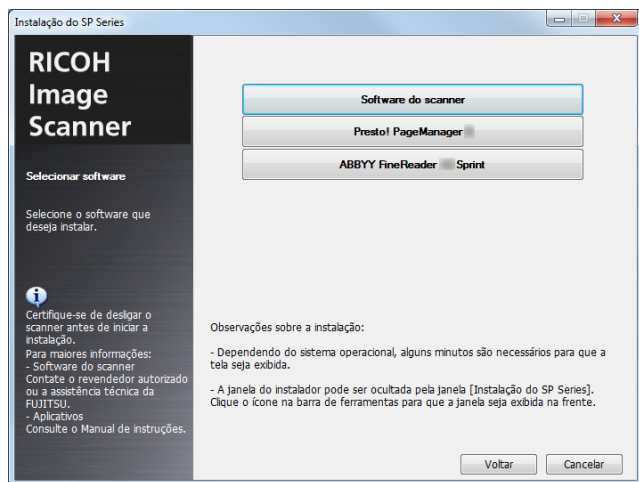 Instalação do SP Series
RICOH
Image
Scanner
Selecionar software
Selecione o software que
deseja instalar.
Certifique-se de desligar o
scanner antes de iniciar a
instalação.
Para maiores informações:
- Software do scanner
Contate o revendedor autorizado
ou a assistência técnica da
FUJITSU.
- Aplicativos
Consulte o Manual de instruções.
Software do scanner
Presto! PageManager
ABBYY FineReader Sprint
Observações sobre a instalação:
- Dependendo do sistema operacional, alguns minutos são necessários para que a
tela seja exibida.
- A janela do instalador pode ser ocultada pela janela [Instalação do SP Series].
Clique o ícone na barra de ferramentas para que a janela seja exibida na frente.
Voltar
Cancelar